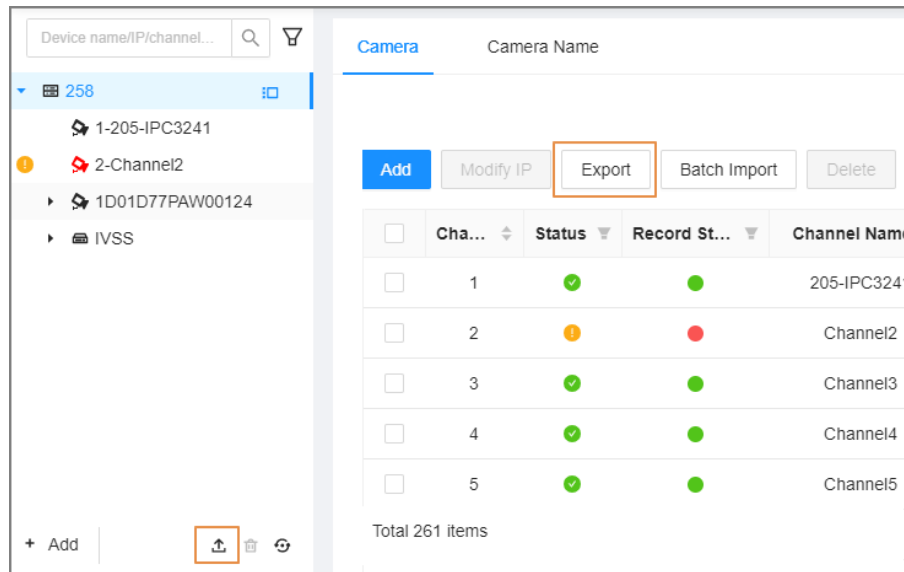 Device name/IP/channel...
258
1-205-IPC3241
2-Channel2
1D01D77PAW00124
IVSS
+ Add
Camera Camera Name
Add Modify IP Export Batch Import Delete
Cha... Status Record St... Channel Name
1 205-IPC3241
2 Channel2
3 Channel3
4 Channel4
5 Channel5
Total 261 items